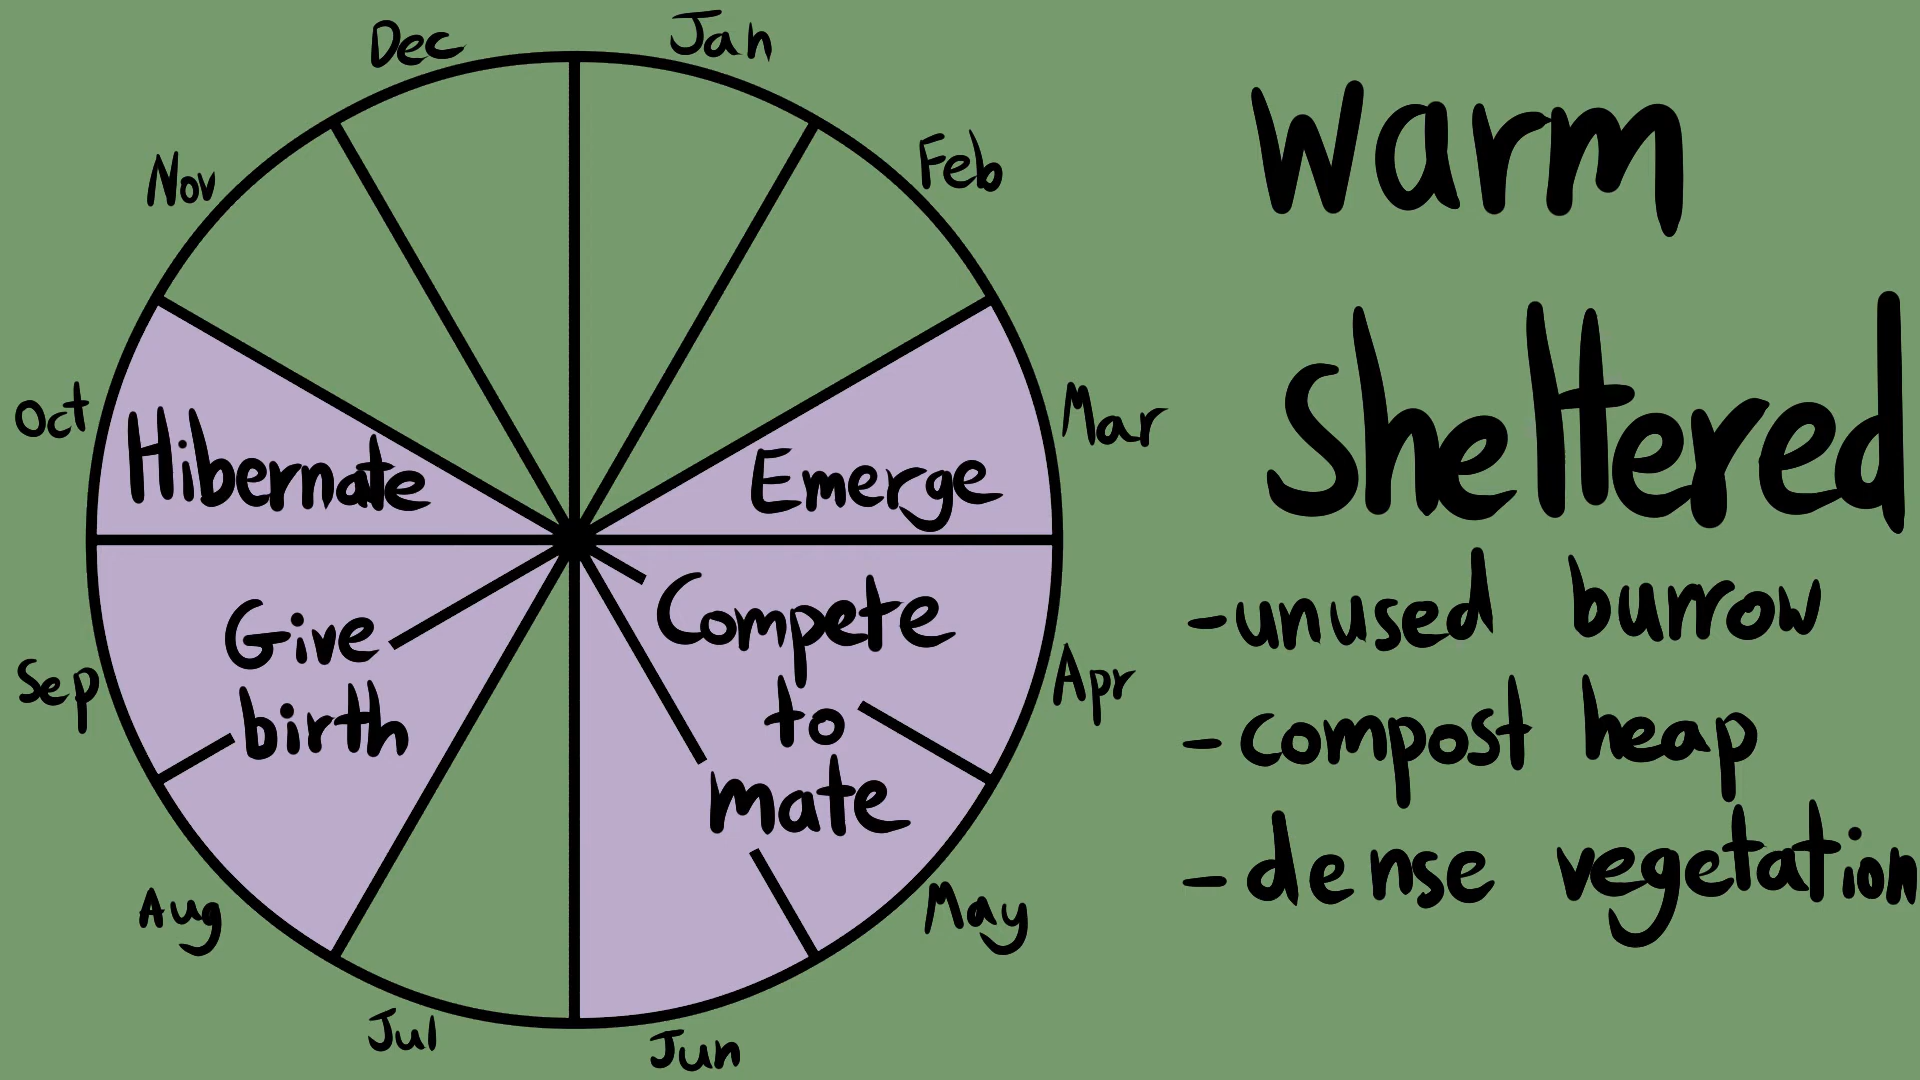 Dec
Jan
Nov
Feb
Oct
Mar
Hibernate
Emerge
Give
birth
Compete
to
mate
Sep
Apr
Aug
May
Jul
Jun
Warm
Sheltered
-unused burrow
-compost heap
-dense vegetation